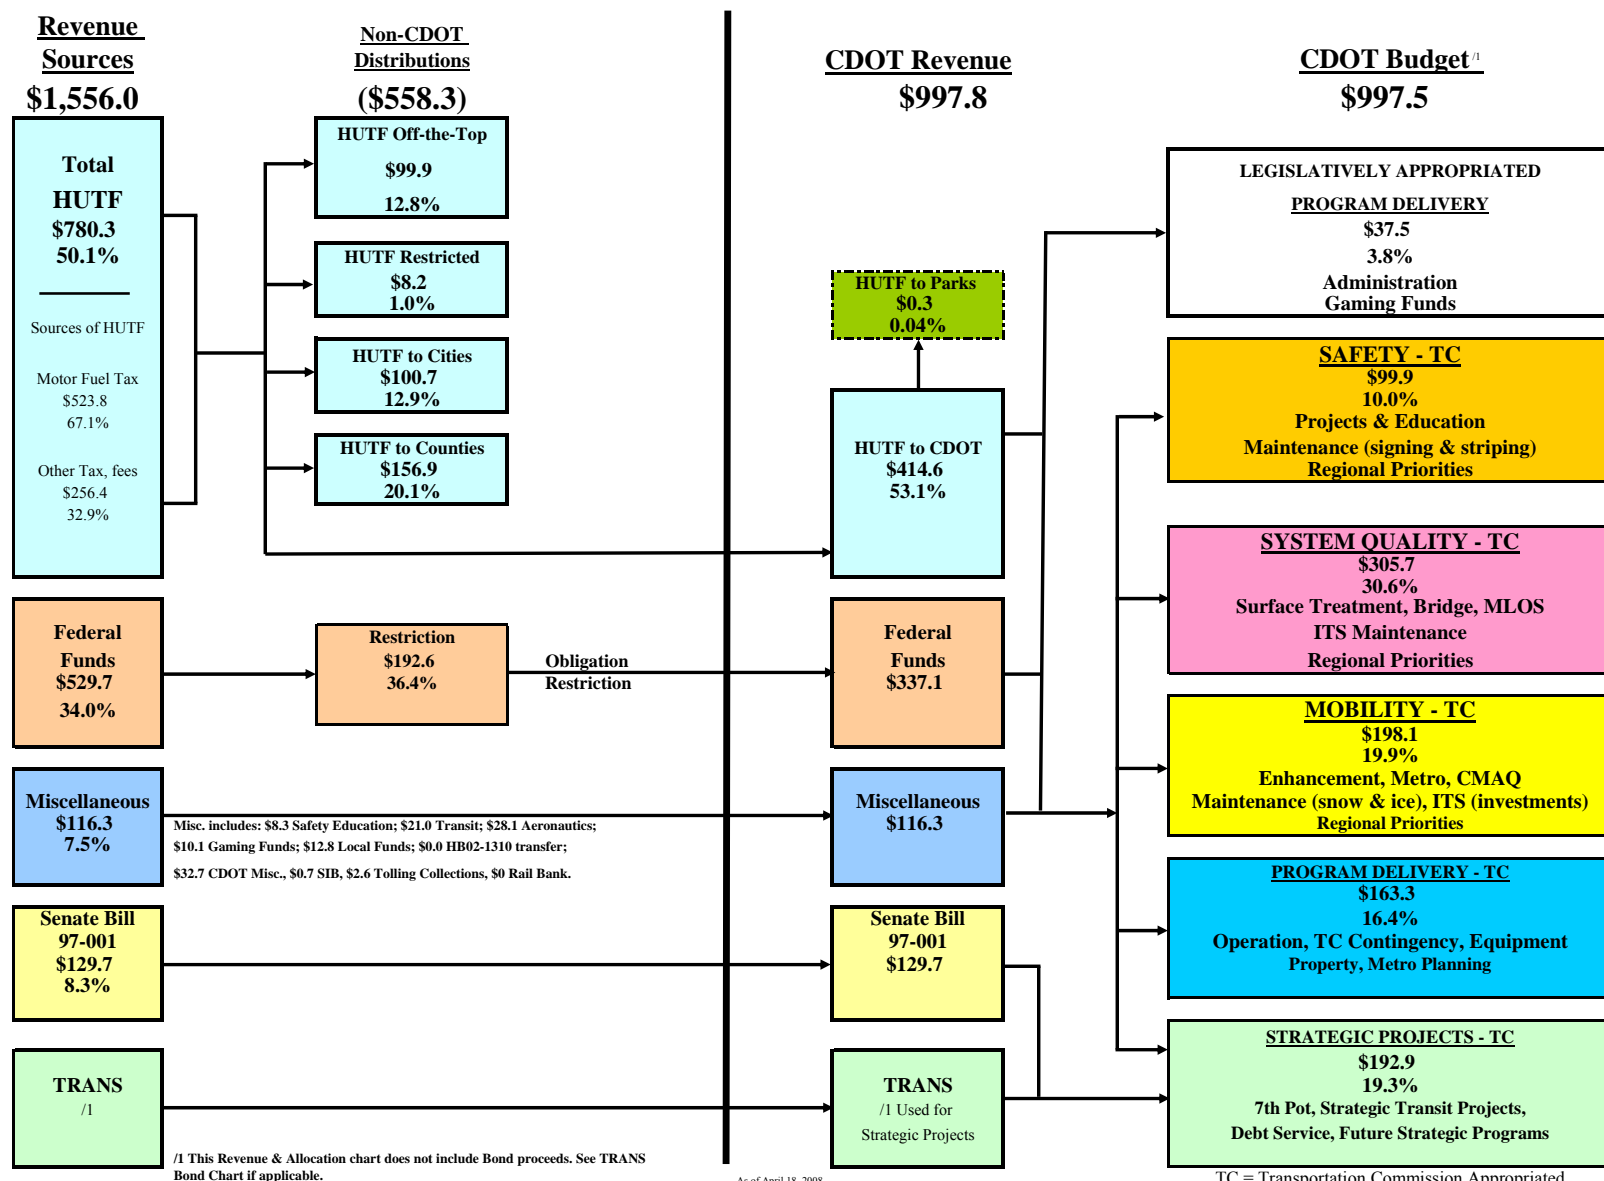 Revenue
Sources
$1,556.0
Total
HUTF
$780.3
50.1%
Sources of HUTF
Motor Fuel Tax
$523.8
67.1%
Other Tax, fees
$256.4
32.9%
Federal
Funds
$529.7
34.0%
Miscellaneous
$116.3
7.5%
Senate Bill
97-001
$129.7
8.3%
TRANS
/1
Non-CDOT
Distributions
($558.3)
HUTF Off-the-Top
$99.9
12.8%
HUTF Restricted
$8.2
1.0%
HUTF to Cities
$100.7
12.9%
HUTF to Counties
$156.9
20.1%
Restriction
$192.6
36.4%
Obligation
Restriction
Misc. includes: $8.3 Safety Education; $21.0 Transit; $28.1 Aeronautics;
$10.1 Gaming Funds; $12.8 Local Funds; $0.0 HB02-1310 transfer;
$32.7 CDOT Misc., $0.7 SIB, $2.6 Tolling Collections, $0 Rail Bank.
/1 This Revenue & Allocation chart does not include Bond proceeds. See TRANS
Bond Chart if applicable.
CDOT Revenue
$997.8
HUTF to Parks
$0.3
0.04%
HUTF to CDOT
$414.6
53.1%
Federal
Funds
$337.1
Miscellaneous
$116.3
Senate Bill
97-001
$129.7
TRANS
/1 Used for
Strategic Projects
As of April 18, 2008
CDOT Budget /1
$997.5
LEGISLATIVELY APPROPRIATED
PROGRAM DELIVERY
$37.5
3.8%
Administration
Gaming Funds
SAFETY - TC
$99.9
10.0%
Projects & Education
Maintenance (signing & striping)
Regional Priorities
SYSTEM QUALITY - TC
$305.7
30.6%
Surface Treatment, Bridge, MLOS
ITS Maintenance
Regional Priorities
MOBILITY - TC
$198.1
19.9%
Enhancement, Metro, CMAQ
Maintenance (snow & ice), ITS (investments)
Regional Priorities
PROGRAM DELIVERY - TC
$163.3
16.4%
Operation, TC Contingency, Equipment
Property, Metro Planning
STRATEGIC PROJECTS - TC
$192.9
19.3%
7th Pot, Strategic Transit Projects,
Debt Service, Future Strategic Programs
TC = Transportation Commission Appropriated